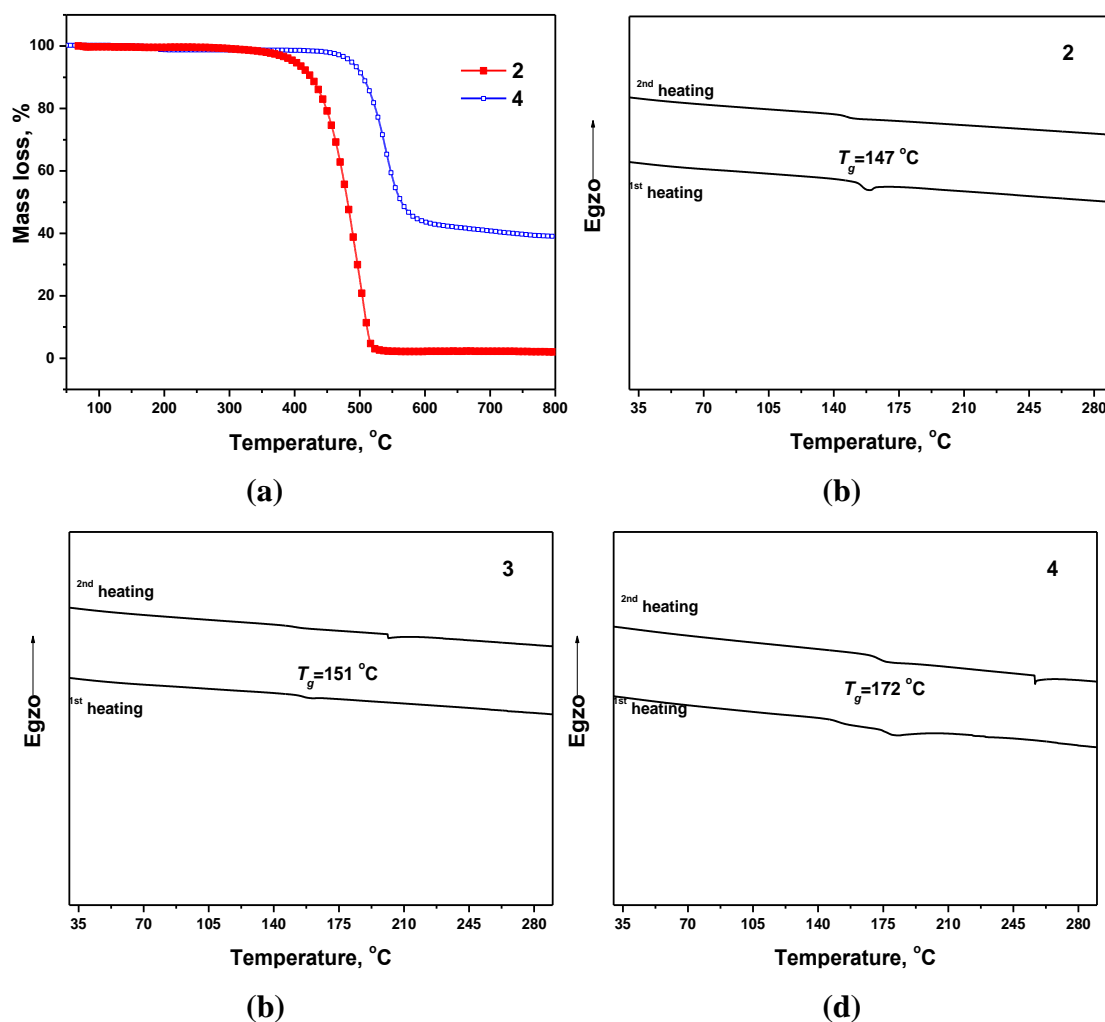 100
80
60
40
20
0
Mass loss, %
2
4
100 200 300 400 500 600 700 800
Temperature, °C
(a)
2
2nd heating
Tg=147 °C
1st heating
Egzo
35 70 105 140 175 210 245 280
Temperature, °C
(b)
3
2nd heating
Tg=151 °C
1st heating
Egzo
35 70 105 140 175 210 245 280
Temperature, °C
(b)
4
2nd heating
Tg=172 °C
1st heating
Egzo
35 70 105 140 175 210 245 280
Temperature, °C
(d)